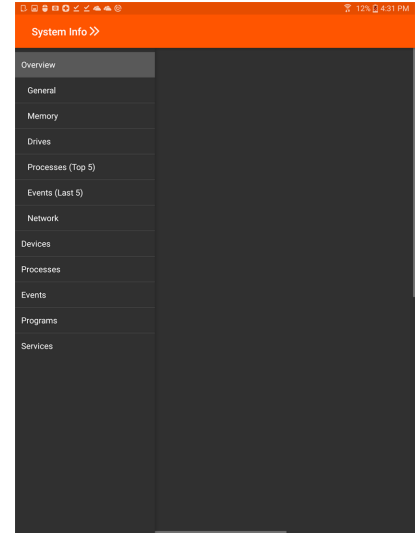 12% 4:31 PM
System Info
Overview
General
Memory
Drives
Processes (Top 5)
Events (Last 5)
Network
Devices
Processes
Events
Programs
Services